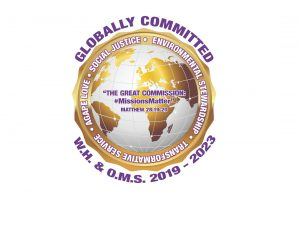 GLOBALLY COMMITTED
AGAPE LOVE • SOCIAL JUSTICE • ENVIRONMENTAL STEWARDSHIP • TRANSFORMATIVE SERVICE •
"THE GREAT COMMISSION:
#MissionsMatter"
MATTHEW 28:19-20
W.H. & O.M.S. 2019 - 2023